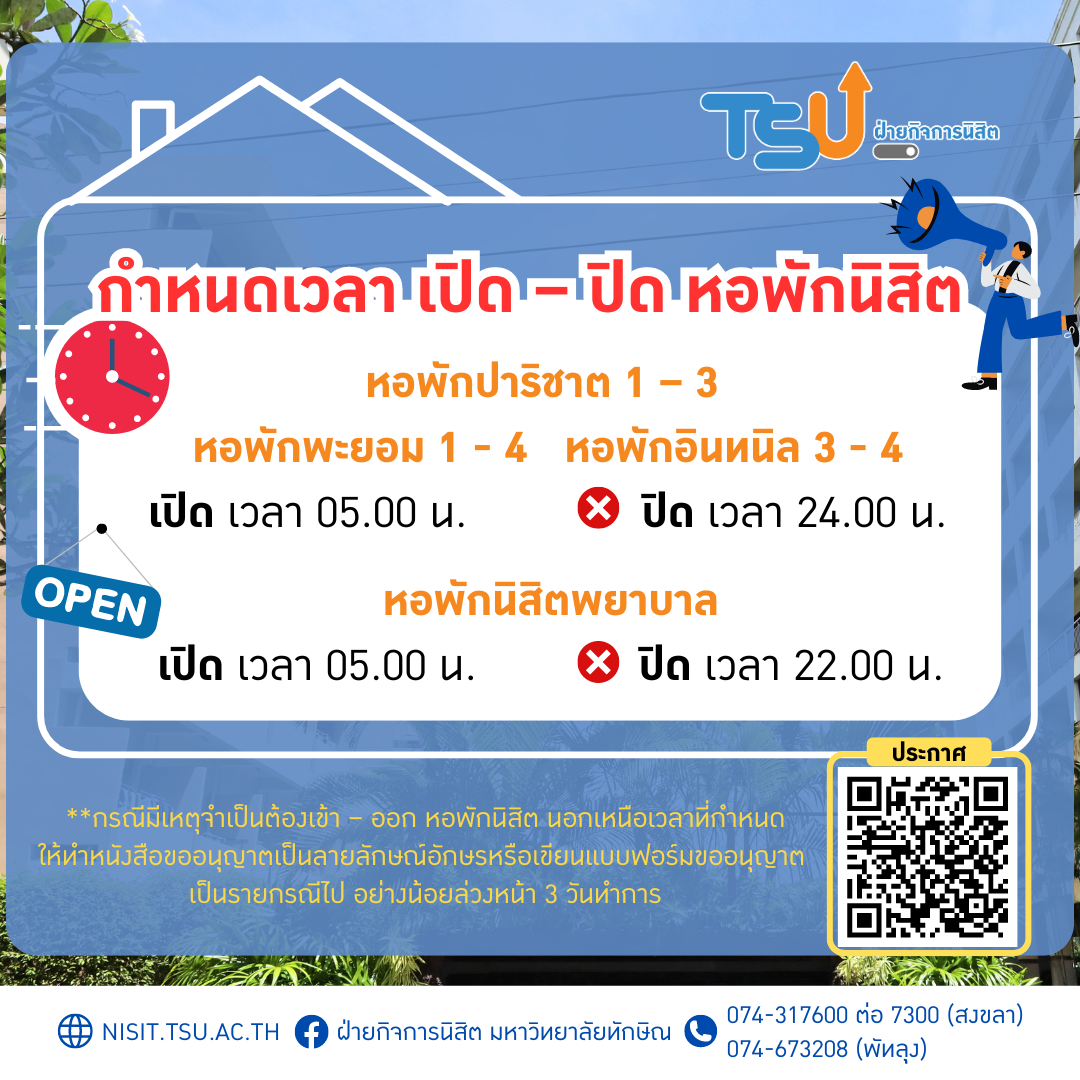 TSU ฝ่ายกิจการนิสิต
กำหนดเวลา เปิด – ปิด หอพักนิสิต
หอพักปาริชาต 1 – 3
หอพักพะยอม 1 - 4 หอพักอินทนิล 3 - 4
เปิด เวลา 05.00 น. ปิด เวลา 24.00 น.
OPEN
หอพักนิสิตพยาบาล
เปิด เวลา 05.00 น. ปิด เวลา 22.00 น.
ประกาศ
**กรณีมีเหตุจำเป็นต้องเข้า – ออก หอพักนิสิต นอกเหนือเวลาที่กำหนด
ให้ทำหนังสือขออนุญาตเป็นลายลักษณ์อักษรหรือเขียนแบบฟอร์มขออนุญาต
เป็นรายกรณีไป อย่างน้อยล่วงหน้า 3 วันทำการ
NISIT.TSU.AC.TH ฝ่ายกิจการนิสิต มหาวิทยาลัยทักษิณ
074-317600 ต่อ 7300 (สงขลา)
074-673208 (พัทลุง)